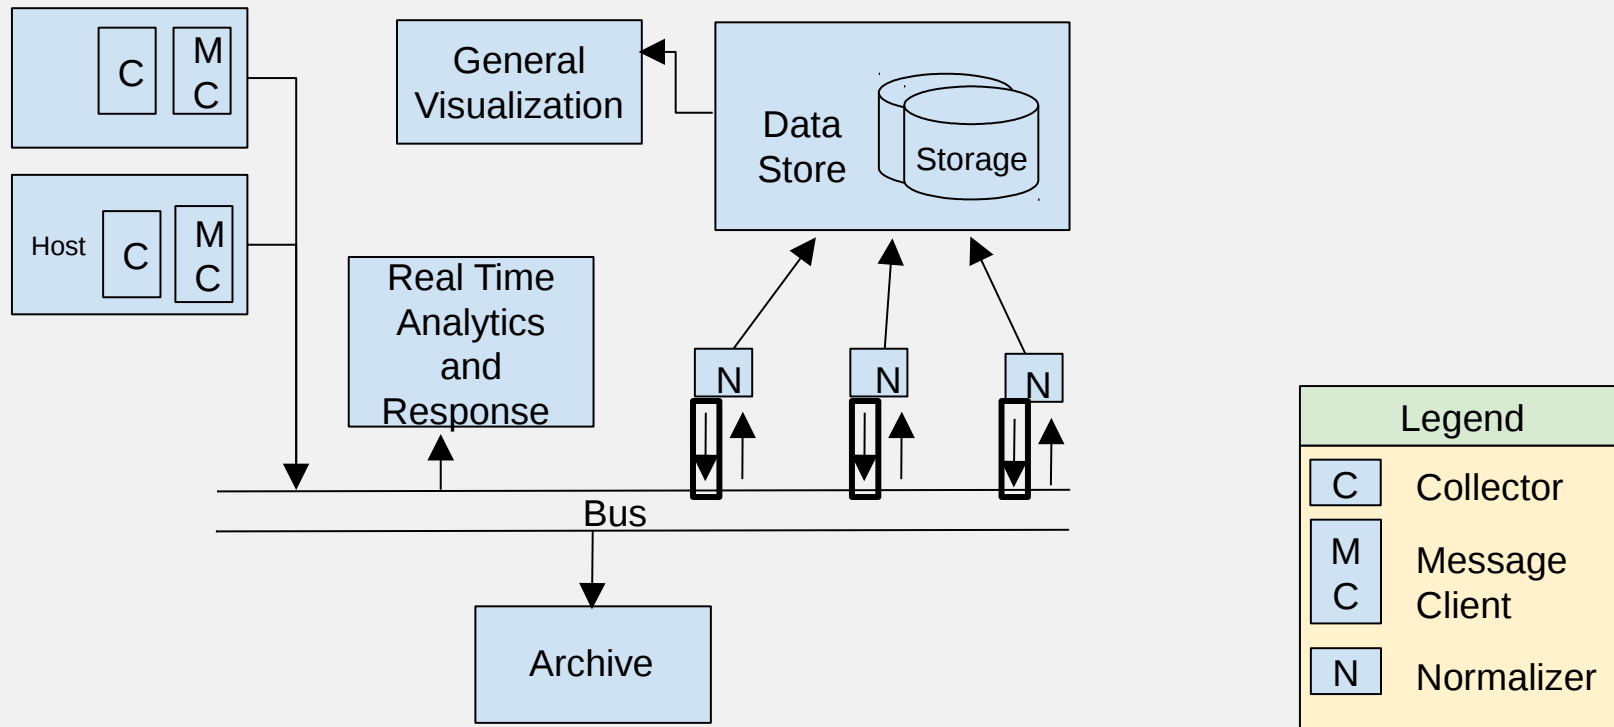 C
M
C
General
Visualization
Data
Store
Storage
Host
C
M
C
Real Time
Analytics
and
Response
N
N
N
Bus
Archive
Legend
C
Collector
M
C
Message
Client
N
Normalizer